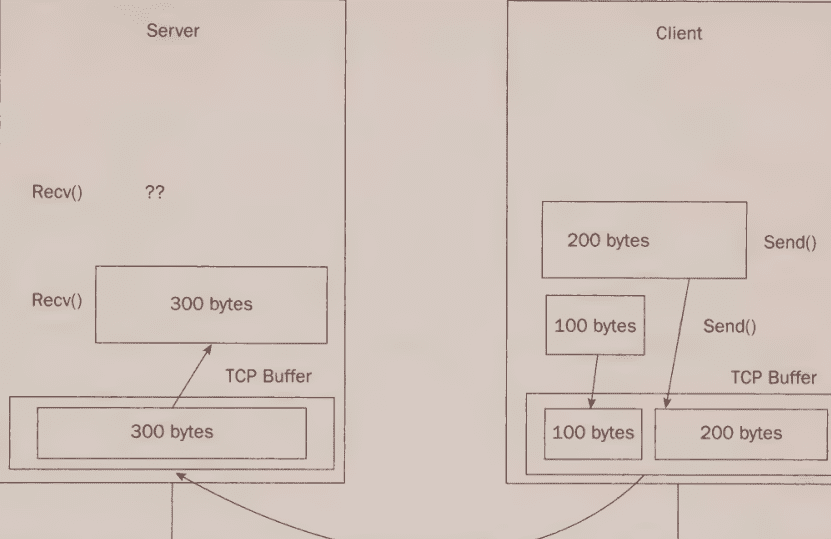 Server
Client
Recv()
??
200 bytes
Send()
Recv()
300 bytes
100 bytes
Send()
TCP Buffer
TCP Buffer
300 bytes
100 bytes
200 bytes